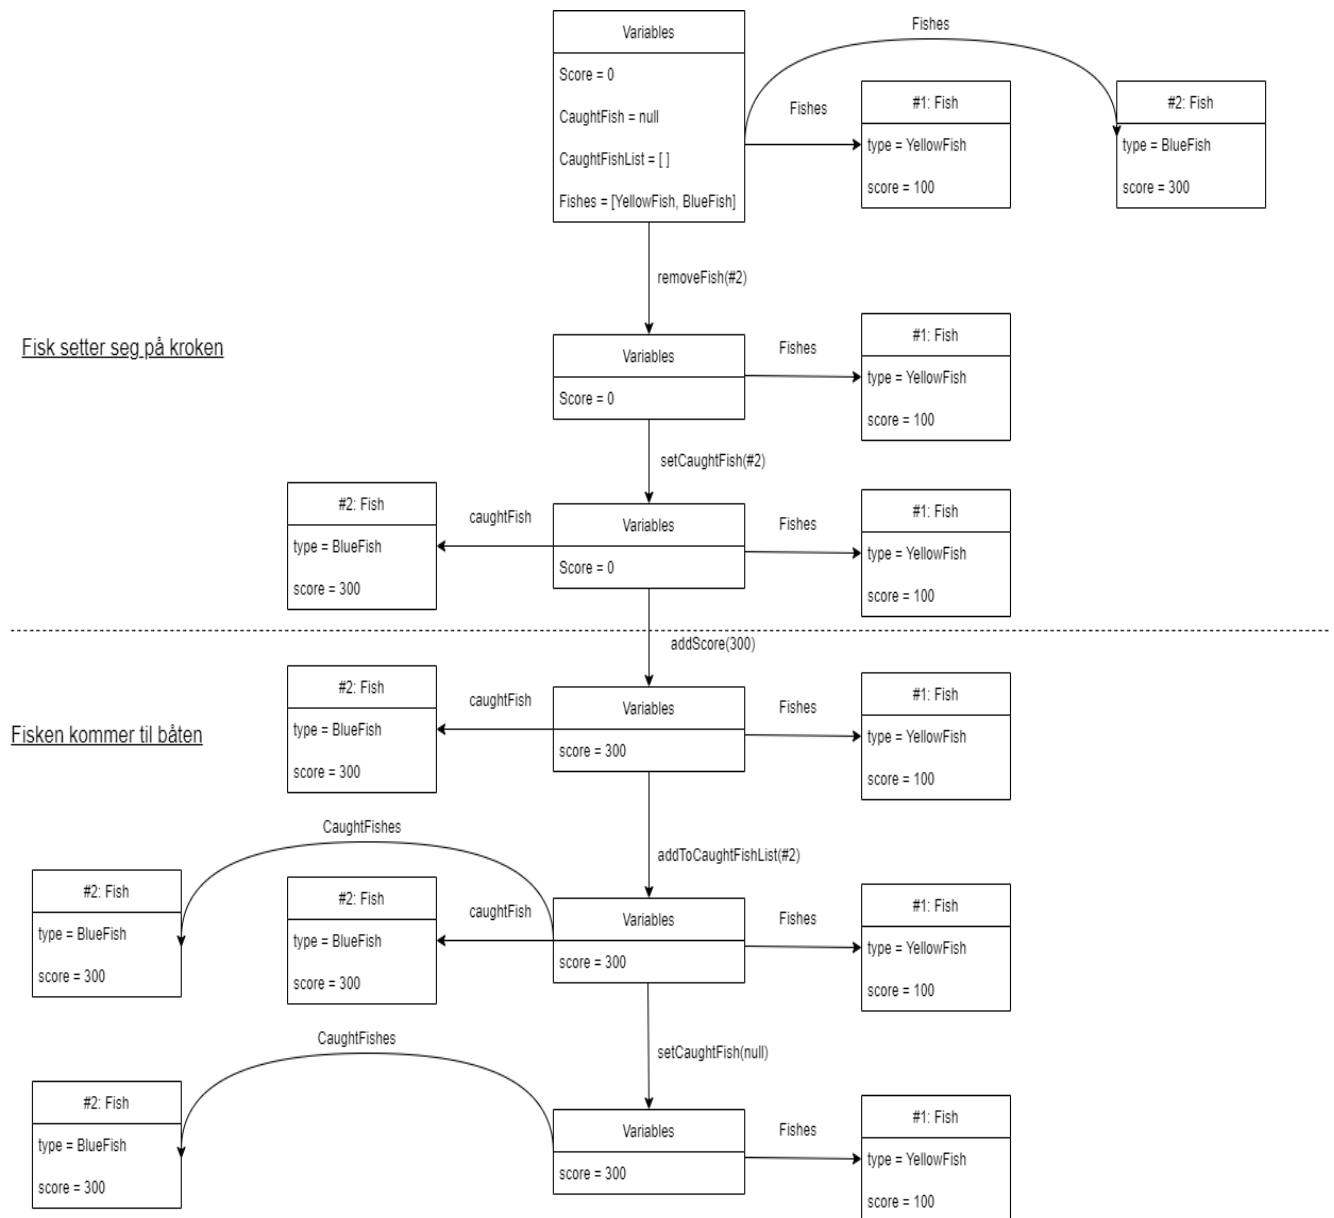 Variables
Score = 0
CaughtFish = null
CaughtFishList = [ ]
Fishes = [YellowFish, BlueFish]
Fishes
Fishes
#1: Fish
type = YellowFish
score = 100
#2: Fish
type = BlueFish
score = 300
removeFish(#2)
Fisk setter seg på kroken
Variables
Score = 0
Fishes
#1: Fish
type = YellowFish
score = 100
setCaughtFish(#2)
#2: Fish
type = BlueFish
score = 300
caughtFish
Variables
Score = 0
Fishes
#1: Fish
type = YellowFish
score = 100
addScore(300)
Fisken kommer til båten
#2: Fish
type = BlueFish
score = 300
caughtFish
Variables
score = 300
Fishes
#1: Fish
type = YellowFish
score = 100
addToCaughtFishList(#2)
CaughtFishes
#2: Fish
type = BlueFish
score = 300
#2: Fish
type = BlueFish
score = 300
caughtFish
Variables
score = 300
Fishes
#1: Fish
type = YellowFish
score = 100
setCaughtFish(null)
CaughtFishes
#2: Fish
type = BlueFish
score = 300
Variables
score = 300
Fishes
#1: Fish
type = YellowFish
score = 100